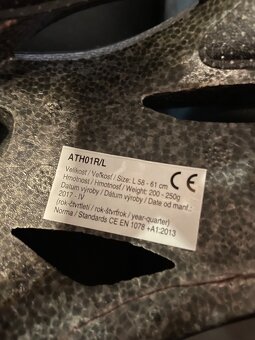 ATH01R/L
Velikost / Veľkosť / Size: L 58 - 61 cm
Hmotnost / Hmotnosť / Weight: 200 - 250g
Datum výroby / Dátum výroby / Date od manf.:
2017 - IV
(rok-čtvrtletí / rok-štvrťrok / year-quarter)
Norma / Standards CE EN 1078 +A1:2013
CE